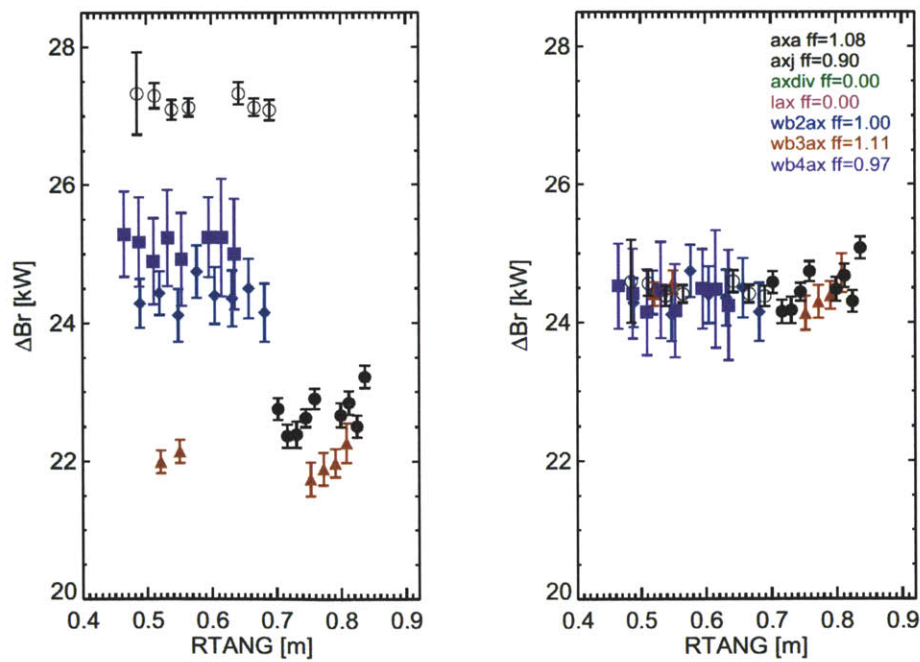 28
26
24
22
20
ΔBr [kW]
0.4 0.5 0.6 0.7 0.8 0.9
RTANG [m]
28
26
24
22
20
ΔBr [kW]
0.4 0.5 0.6 0.7 0.8 0.9
RTANG [m]
axa ff=1.08
axj ff=0.90
axdiv ff=0.00
lax ff=0.00
wb2ax ff=1.00
wb3ax ff=1.11
wb4ax ff=0.97